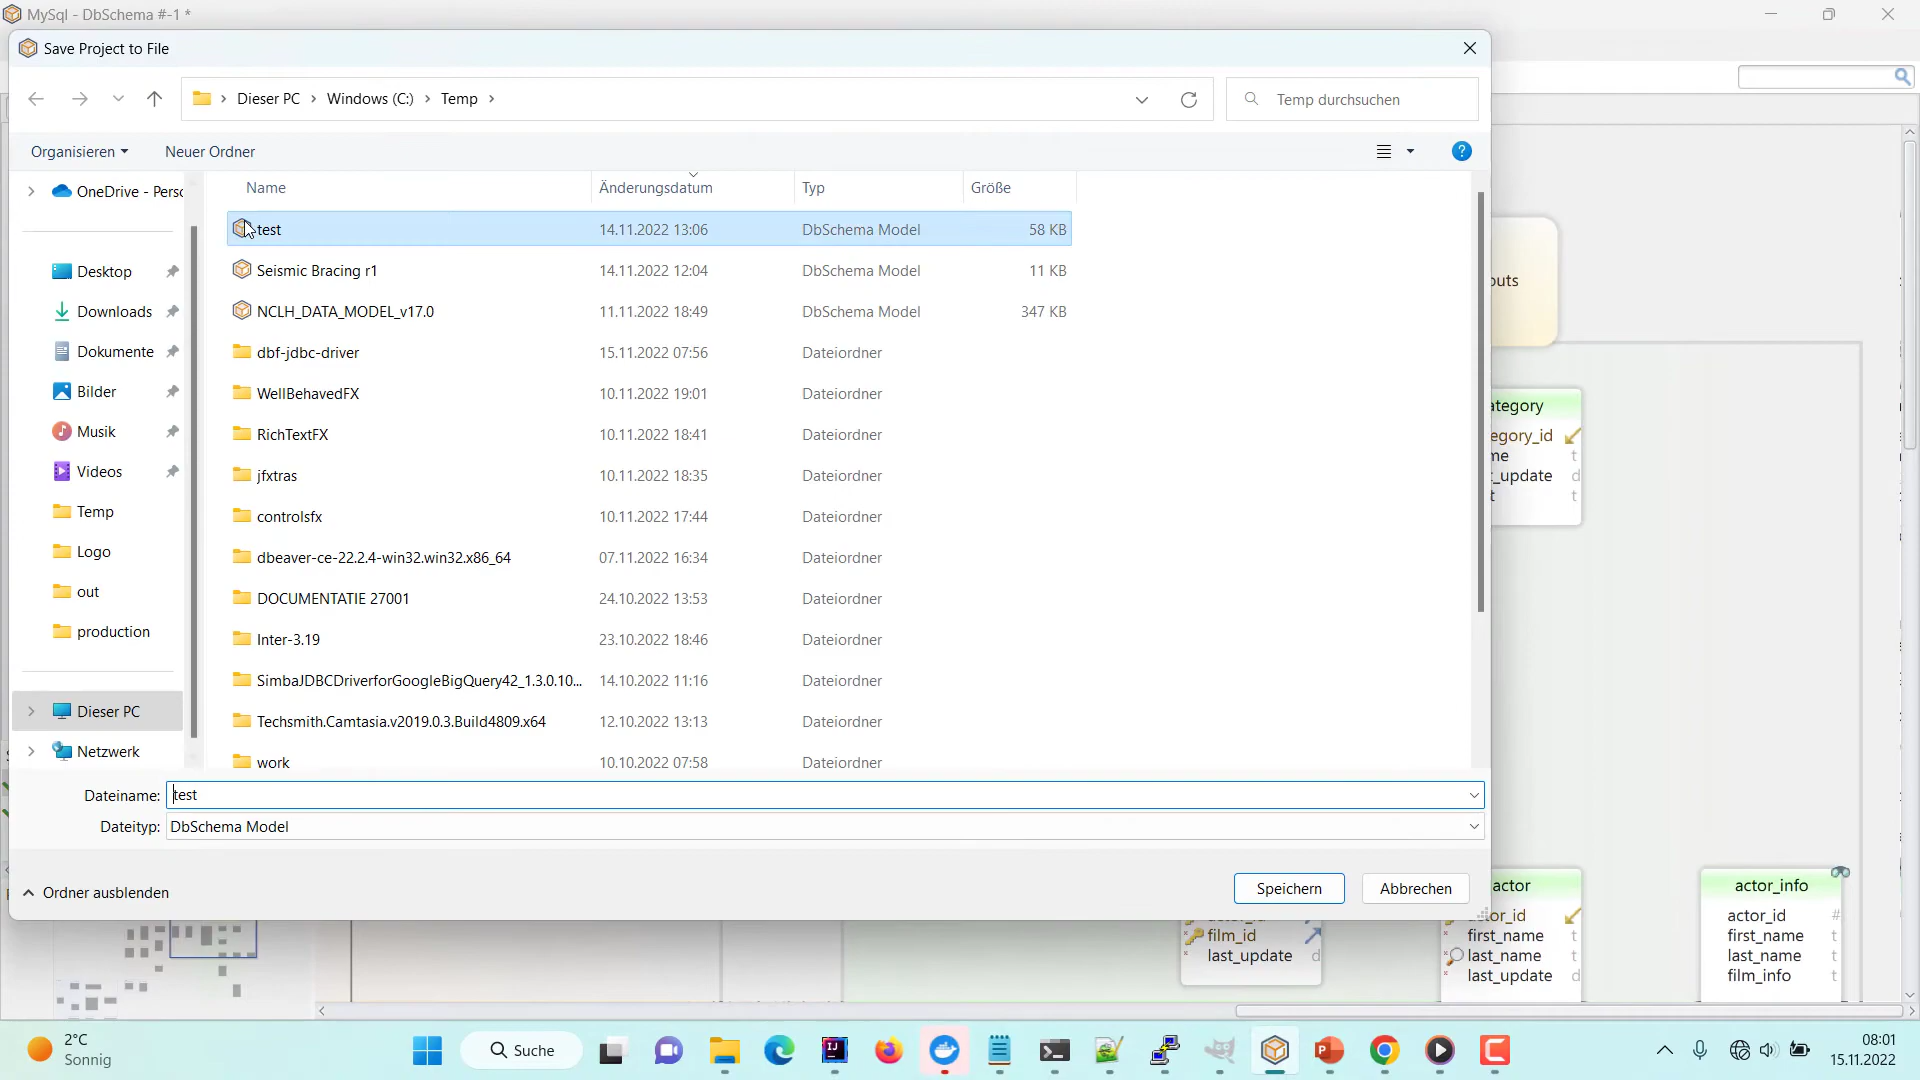 MySql - DbSchema #-1 *
Save Project to File
Dieser PC > Windows (C:) > Temp >
Temp durchsuchen
Organisieren
Neuer Ordner
OneDrive - Perso
Desktop
Downloads
Dokumente
Bilder
Musik
Videos
Temp
Logo
out
production
Dieser PC
Netzwerk
Name Änderungsdatum Typ Größe
test 14.11.2022 13:06 DbSchema Model 58 KB
Seismic Bracing r1 14.11.2022 12:04 DbSchema Model 11 KB
NCLH_DATA_MODEL_v17.0 11.11.2022 18:49 DbSchema Model 347 KB
dbf-jdbc-driver 15.11.2022 07:56 Dateiordner
WellBehavedFX 10.11.2022 19:01 Dateiordner
RichTextFX 10.11.2022 18:41 Dateiordner
jfxtras 10.11.2022 18:35 Dateiordner
controlsfx 10.11.2022 17:44 Dateiordner
dbeaver-ce-22.2.4-win32.win32.x86_64 07.11.2022 16:34 Dateiordner
DOCUMENTATIE 27001 24.10.2022 13:53 Dateiordner
Inter-3.19 23.10.2022 18:46 Dateiordner
SimbaJDBCDriverforGoogleBigQuery42_1.3.0.10... 14.10.2022 11:16 Dateiordner
Techsmith.Camtasia.v2019.0.3.Build4809.x64 12.10.2022 13:13 Dateiordner
work 10.10.2022 07:58 Dateiordner
Dateiname: test
Dateityp: DbSchema Model
Ordner ausblenden
Speichern
Abbrechen
outs
ategory
egory_id
me t
t_update d
t t
film_id
last_update d
actor
actor_id
first_name t
last_name t
last_update d
actor_info
actor_id #
first_name t
last_name t
film_info t
2°C
Sonnig
Suche
08:01
15.11.2022